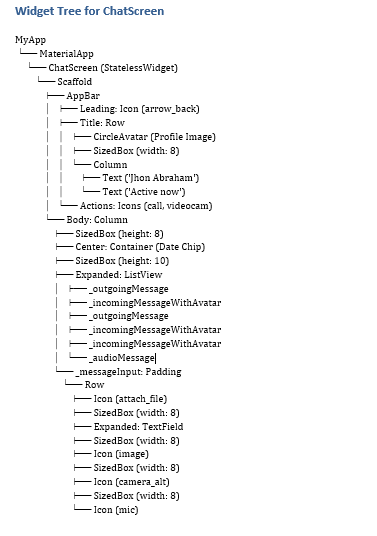 Widget Tree for ChatScreen
MyApp
└── MaterialApp
└── ChatScreen (StatelessWidget)
└── Scaffold
├── AppBar
│ ├── Leading: Icon (arrow_back)
│ ├── Title: Row
│ │ ├── CircleAvatar (Profile Image)
│ │ ├── SizedBox (width: 8)
│ │ └── Column
│ │ ├── Text ('Jhon Abraham')
│ │ └── Text ('Active now')
│ └── Actions: Icons (call, videocam)
└── Body: Column
├── SizedBox (height: 8)
├── Center: Container (Date Chip)
├── SizedBox (height: 10)
├── Expanded: ListView
│ ├── _outgoingMessage
│ ├── _incomingMessageWithAvatar
│ ├── _outgoingMessage
│ ├── _incomingMessageWithAvatar
│ ├── _incomingMessageWithAvatar
│ └── _audioMessage
└── _messageInput: Padding
└── Row
├── Icon (attach_file)
├── SizedBox (width: 8)
├── Expanded: TextField
├── SizedBox (width: 8)
├── Icon (image)
├── SizedBox (width: 8)
├── Icon (camera_alt)
├── SizedBox (width: 8)
└── Icon (mic)